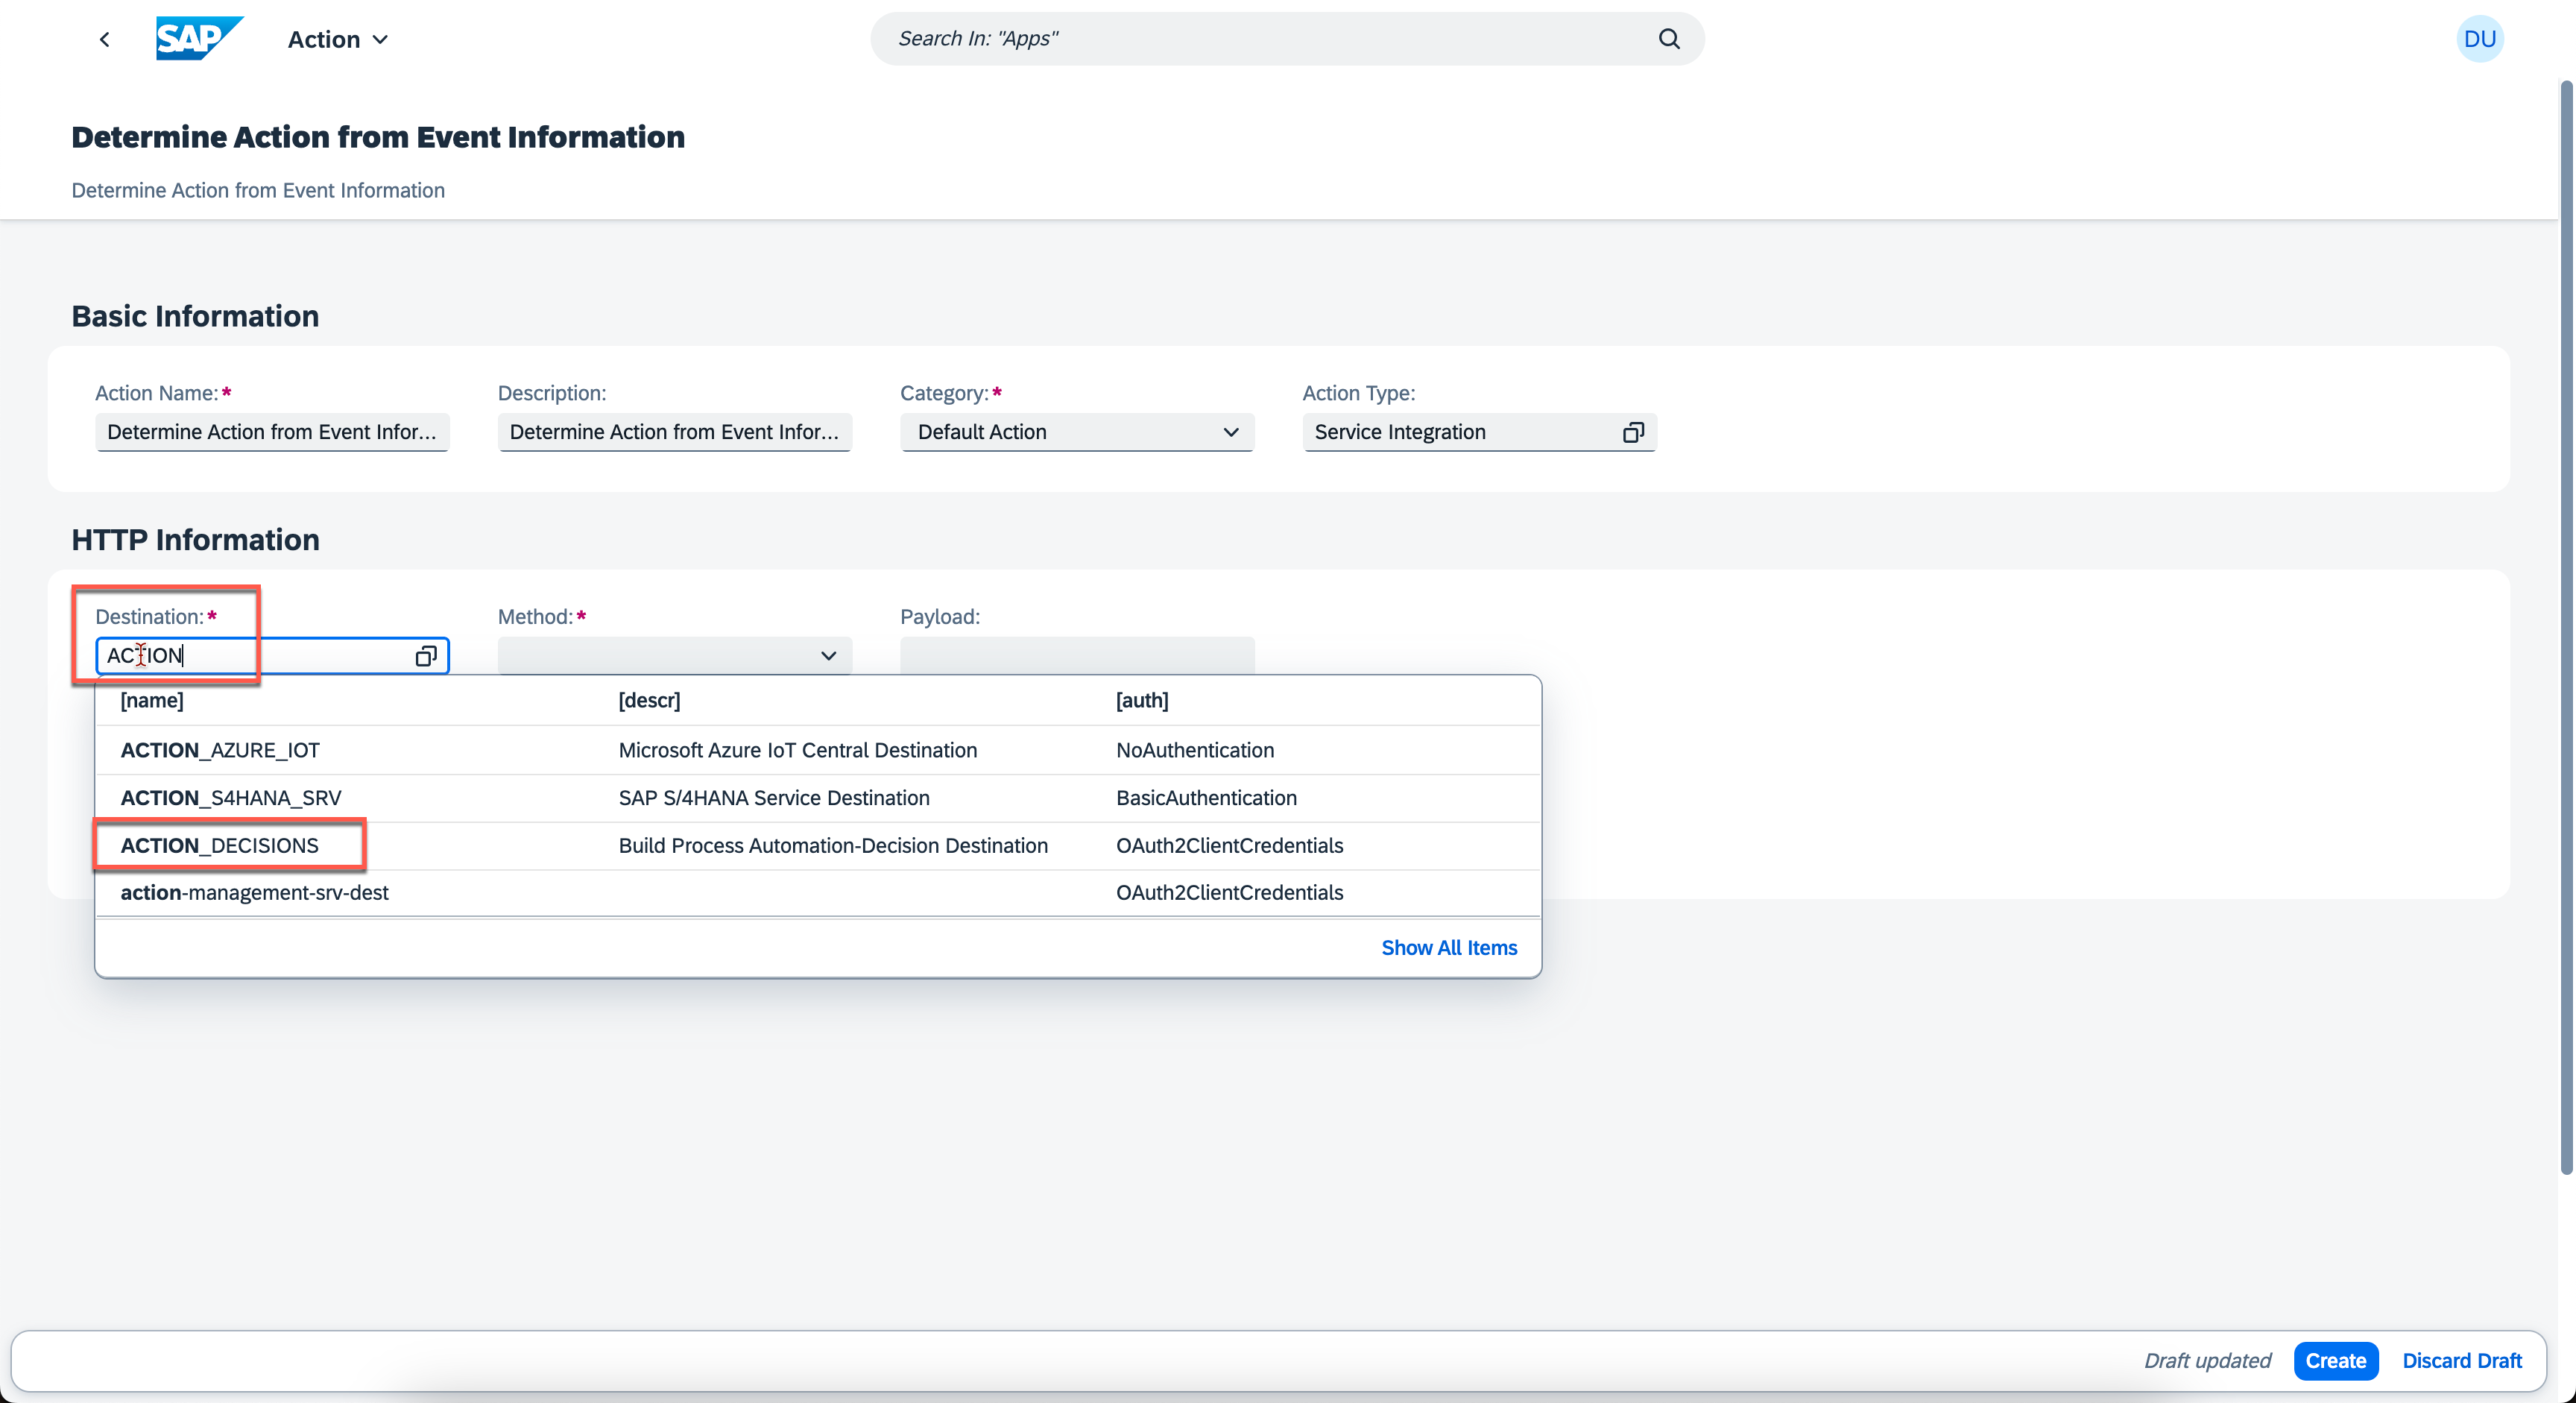 SAP Action Search In: "Apps" DU
Determine Action from Event Information
Determine Action from Event Information
Basic Information
Action Name:* Description: Category:* Action Type:
Determine Action from Event Infor... Determine Action from Event Infor... Default Action Service Integration
HTTP Information
Destination:* Method:* Payload:
ACTION
[name] [descr] [auth]
ACTION_AZURE_IOT Microsoft Azure IoT Central Destination NoAuthentication
ACTION_S4HANA_SRV SAP S/4HANA Service Destination BasicAuthentication
ACTION_DECISIONS Build Process Automation-Decision Destination OAuth2ClientCredentials
action-management-srv-dest OAuth2ClientCredentials
Show All Items
Draft updated Create Discard Draft